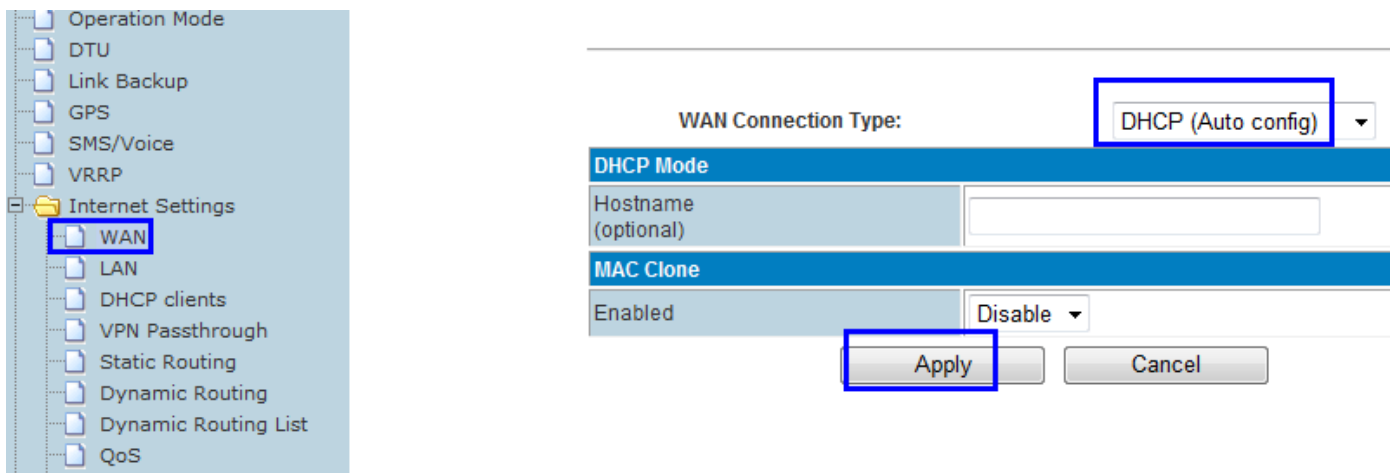 Operation Mode
DTU
Link Backup
GPS
SMS/Voice
VRRP
Internet Settings
WAN
LAN
DHCP clients
VPN Passthrough
Static Routing
Dynamic Routing
Dynamic Routing List
QoS
WAN Connection Type:
DHCP (Auto config)
DHCP Mode
Hostname
(optional)
MAC Clone
Enabled
Disable
Apply
Cancel